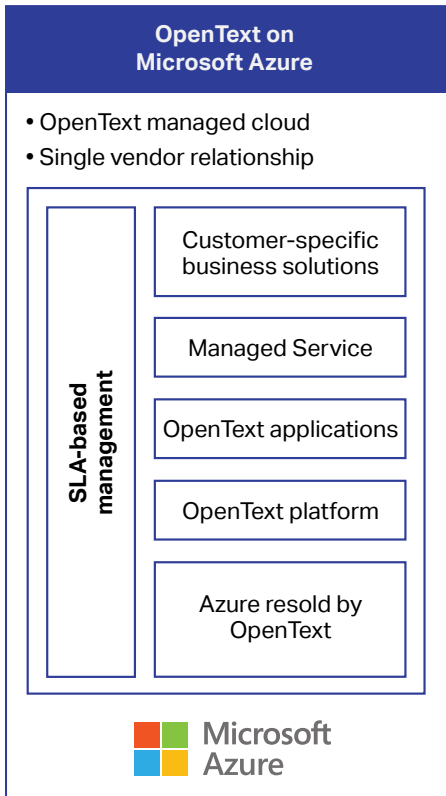 OpenText on
Microsoft Azure
• OpenText managed cloud
• Single vendor relationship
SLA-based
management
Customer-specific
business solutions
Managed Service
OpenText applications
OpenText platform
Azure resold by
OpenText
Microsoft
Azure